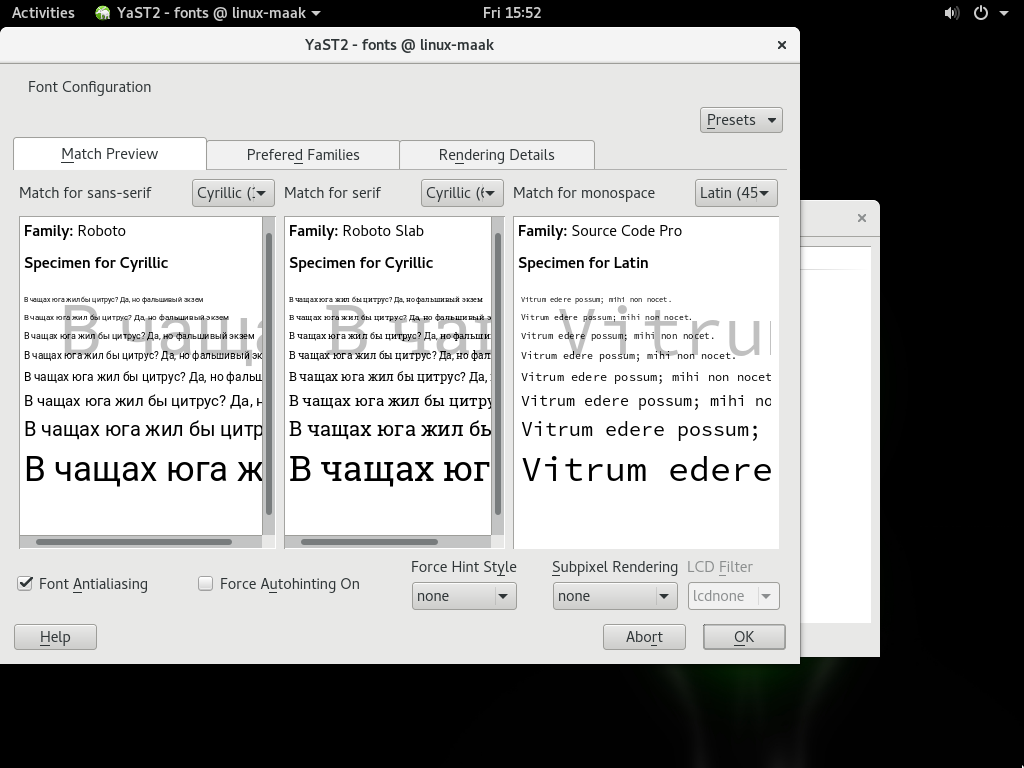 Activities YaST2 - fonts @ linux-maak Fri 15:52
YaST2 - fonts @ linux-maak
Font Configuration
Presets
Match Preview Prefered Families Rendering Details
Match for sans-serif Cyrillic ( Match for serif Cyrillic ( Match for monospace Latin (45
Family: Roboto
Specimen for Cyrillic
В чаща
В чащах юга жил бы цитрус? Да, но фальшивый экзем
В чащах юга жил бы цитрус? Да, но фальшивый экзем
В чащах юга жил бы цитрус? Да, но фальшивый экзем
В чащах юга жил бы цитрус? Да, но фальшивый эк
В чащах юга жил бы цитрус? Да, но фальш
В чащах юга жил бы цитрус? Да, н
В чащах юга жил бы цитр
В чащах юга ж
Family: Roboto Slab
Specimen for Cyrillic
В чащ
В чащах юга жил бы цитрус? Да, но фальшивый экзем
В чащах юга жил бы цитрус? Да, но фальшивый э
В чащах юга жил бы цитрус? Да, но фальши
В чащах юга жил бы цитрус? Да, но фал
В чащах юга жил бы цитрус? Да,
В чащах юга жил бы цитру
В чащах юга жил бы
В чащах юг
Family: Source Code Pro
Specimen for Latin
Vitru
Vitrum edere possum; mihi non nocet.
Vitrum edere possum; mihi non nocet.
Vitrum edere possum; mihi non nocet.
Vitrum edere possum; mihi non nocet.
Vitrum edere possum; mihi non nocet
Vitrum edere possum; mihi no
Vitrum edere possum;
Vitrum edere
Font Antialiasing Force Autohinting On
Force Hint Style Subpixel Rendering LCD Filter
none none lcdnone
Help Abort OK